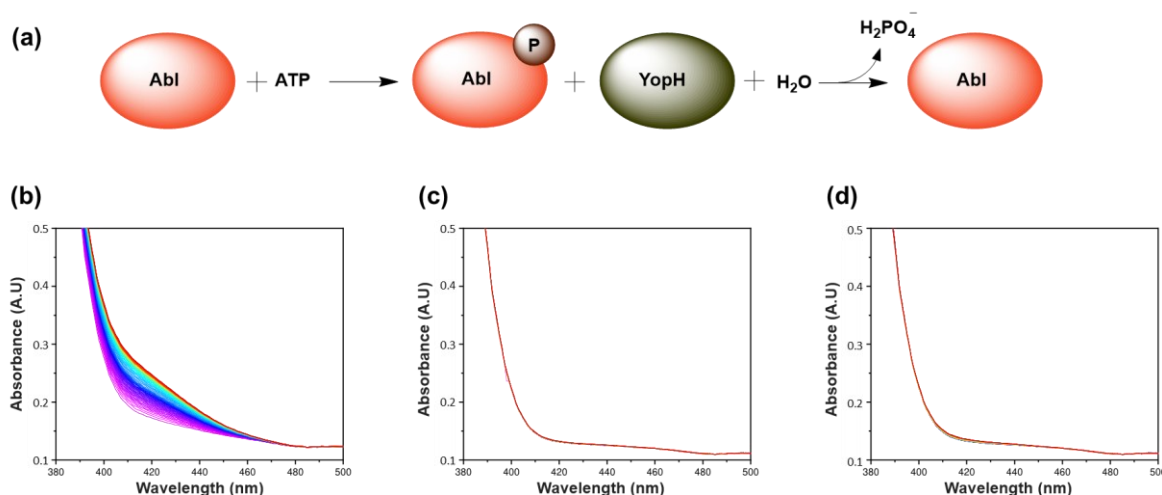 (a)
Abl + ATP
P
Abl + YopH + H₂O
H₂PO₄⁻
Abl
(b)
Absorbance (A.U)
0.5
0.4
0.3
0.2
0.1
380 400 420 440 460 480 500
Wavelength (nm)
(c)
Absorbance (A.U)
0.5
0.4
0.3
0.2
0.1
380 400 420 440 460 480 500
Wavelength (nm)
(d)
Absorbance (A.U)
0.5
0.4
0.3
0.2
0.1
380 400 420 440 460 480 500
Wavelength (nm)